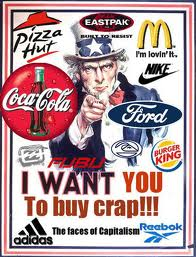 Pizza Hut
EASTPAK
BUILT TO RESIST
McDonald's
i'm lovin' it.
NIKE
Coca-Cola
Ford
FUBU
BURGER KING
I WANT YOU
To buy crap!!!
adidas
The faces of Capitalism
Reebok